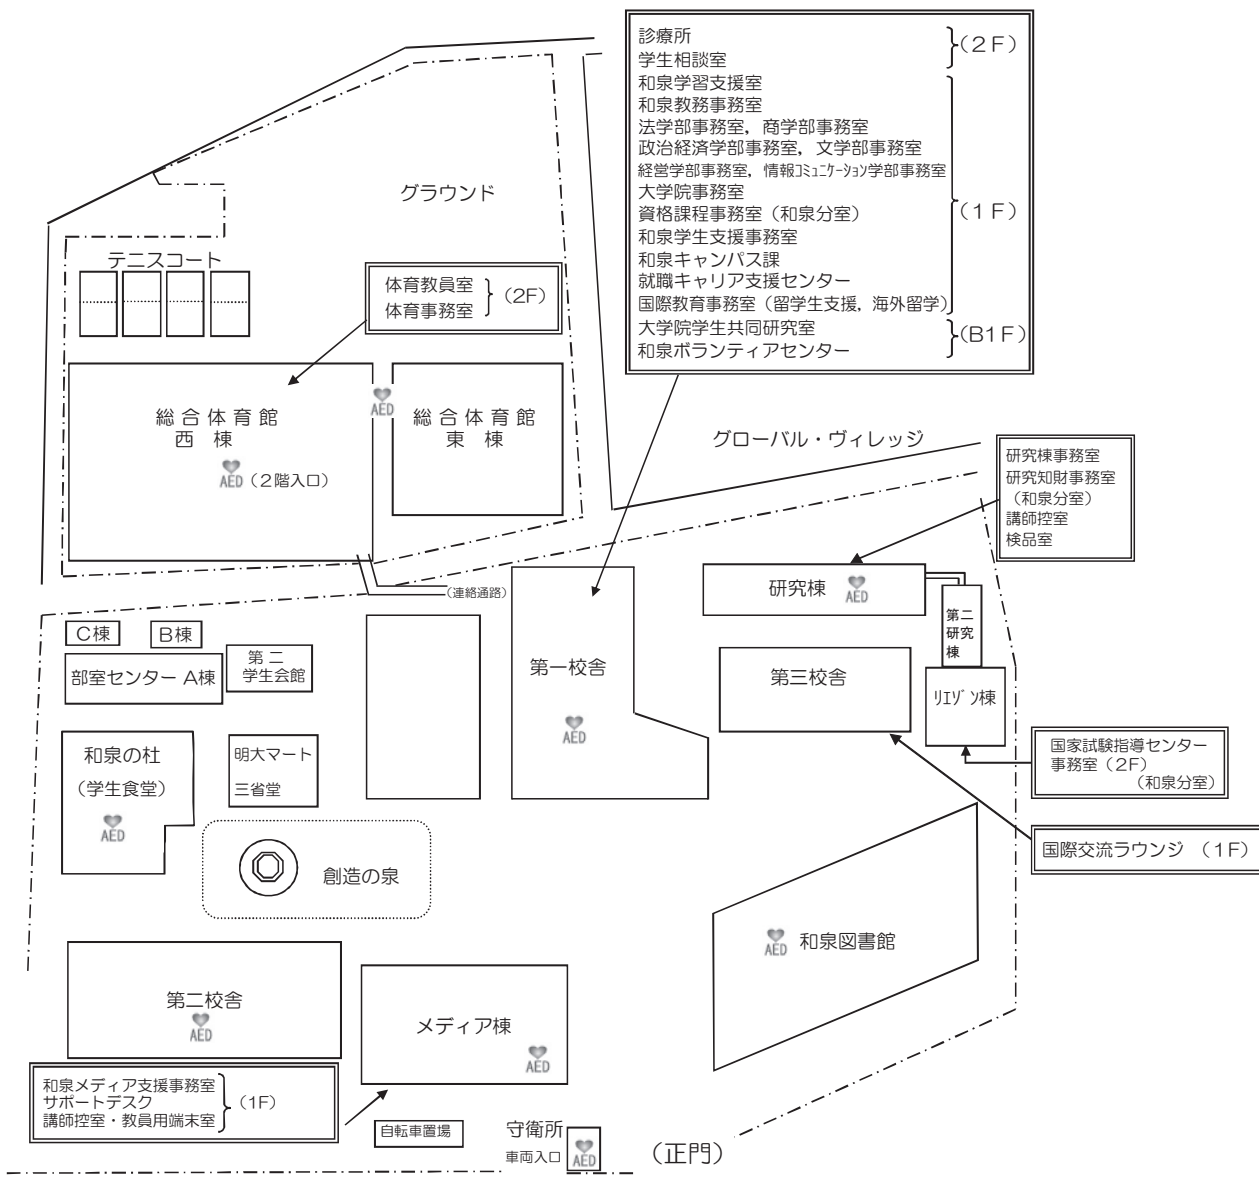 診療所
学生相談室
(2F)
和泉学習支援室
和泉教務事務室
法学部事務室，商学部事務室
政治経済学部事務室，文学部事務室
経営学部事務室，情報ｺﾐｭﾆｹｰｼｮﾝ学部事務室
大学院事務室
資格課程事務室（和泉分室）
和泉学生支援事務室
和泉キャンパス課
就職キャリア支援センター
国際教育事務室（留学生支援，海外留学）
(1F)
大学院学生共同研究室
和泉ボランティアセンター
(B1F)
グラウンド
テニスコート
体育教員室
体育事務室
(2F)
総合体育館
西棟
AED（2階入口）
AED
総合体育館
東棟
グローバル・ヴィレッジ
研究棟事務室
研究知財事務室
（和泉分室）
講師控室
検品室
（連絡通路）
研究棟
AED
第二
研究
棟
C棟
B棟
部室センター A棟
第二
学生会館
第一校舎
AED
第三校舎
ﾘｴｿﾞﾝ棟
国家試験指導センター
事務室（2F）
（和泉分室）
和泉の杜
（学生食堂）
AED
明大マート
三省堂
国際交流ラウンジ （1F）
創造の泉
AED 和泉図書館
第二校舎
AED
メディア棟
AED
和泉メディア支援事務室
サポートデスク
講師控室・教員用端末室
(1F)
自転車置場
守衛所
車両入口
AED
（正門）